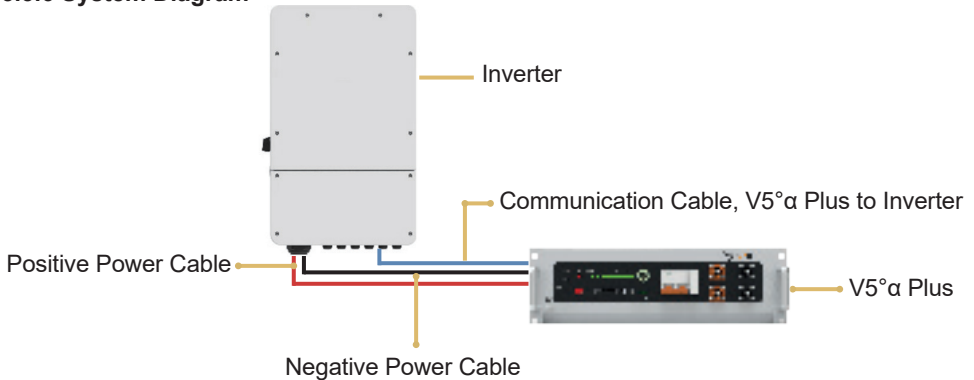 System Diagram
Inverter
Communication Cable, V5°α Plus to Inverter
Positive Power Cable
V5°α Plus
Negative Power Cable